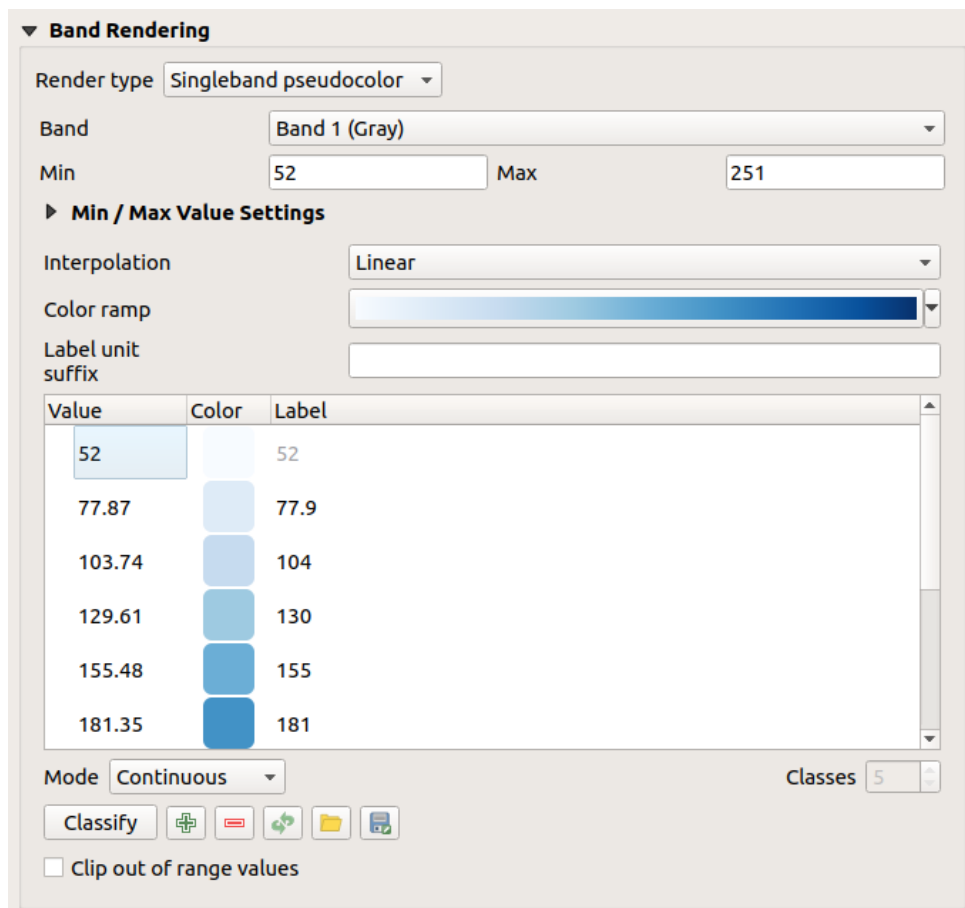 Band Rendering
Render type Singleband pseudocolor
Band Band 1 (Gray)
Min 52 Max 251
Min / Max Value Settings
Interpolation Linear
Color ramp
Label unit
suffix
Value Color Label
52 52
77.87 77.9
103.74 104
129.61 130
155.48 155
181.35 181
Mode Continuous Classes 5
Classify
Clip out of range values